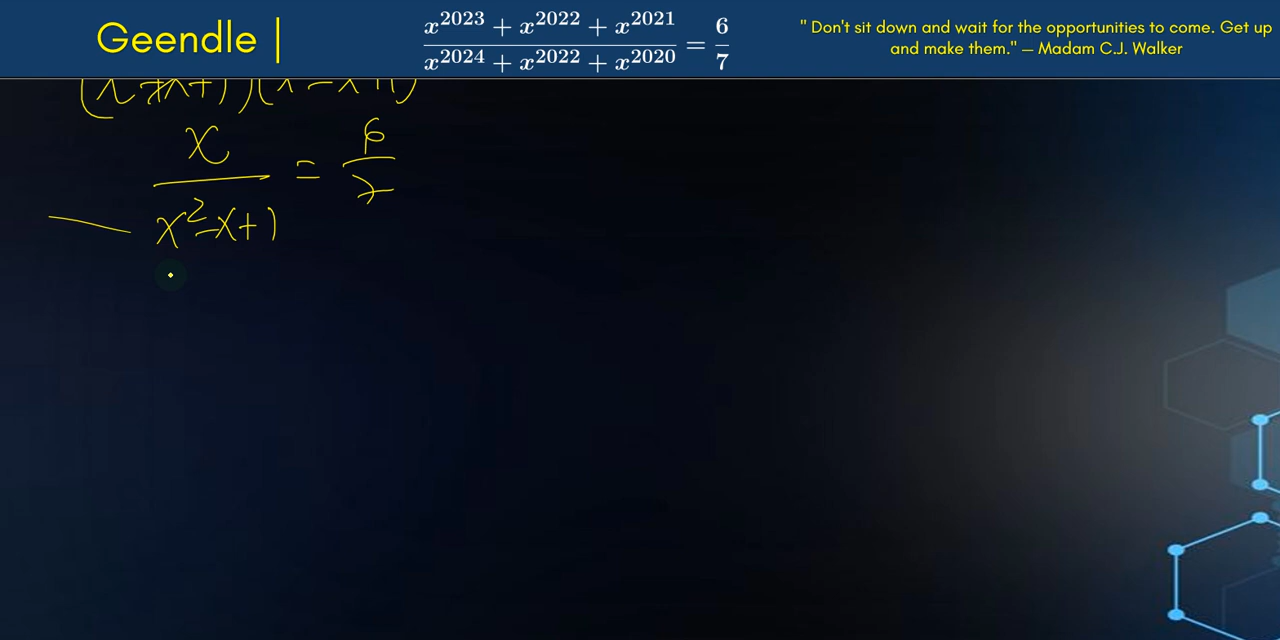 Geendle |
x^2023 + x^2022 + x^2021 / x^2024 + x^2022 + x^2020 = 6/7
" Don't sit down and wait for the opportunities to come. Get up
and make them." — Madam C.J. Walker
x / x^2-x+1 = 6/7